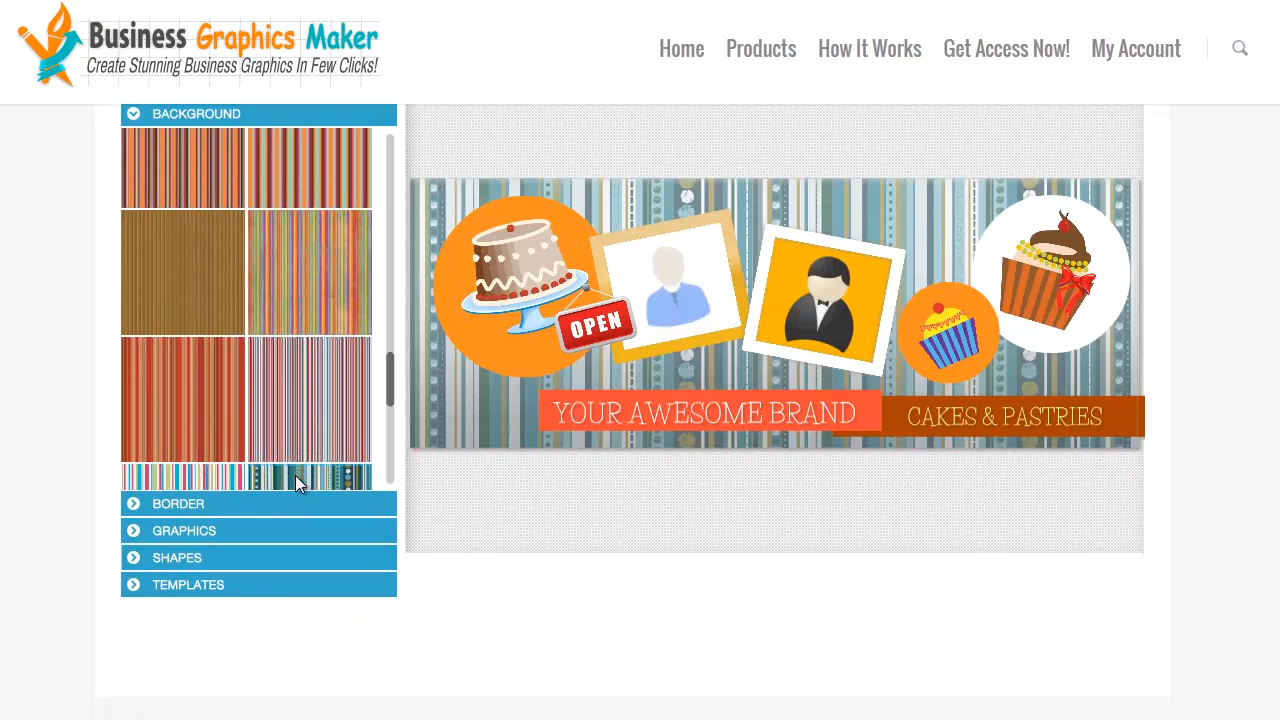 Business Graphics Maker
Create Stunning Business Graphics In Few Clicks!
Home Products How It Works Get Access Now! My Account
BACKGROUND
BORDER
GRAPHICS
SHAPES
TEMPLATES
OPEN
YOUR AWESOME BRAND
CAKES & PASTRIES